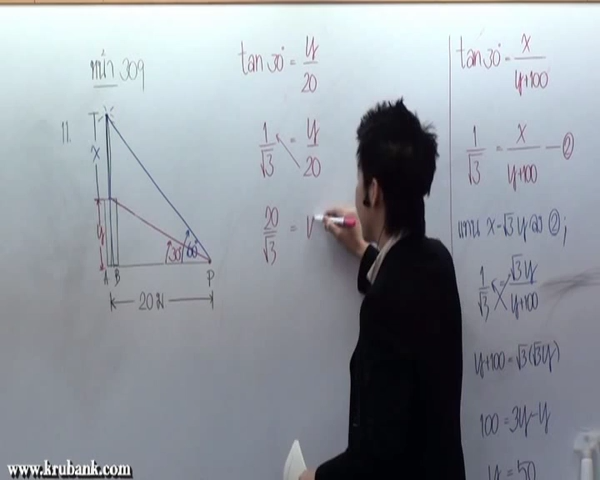 หน้า 309
11.
T
x
y
30°
60°
A B P
20 ม
tan 30° = y/20
1/√3 = y/20
20/√3 =
tan 30° = x/(y+100)
1/√3 = x/(y+100) — ②
แทน x = √3 y ลงใน ② ;
1/√3 = √3y/(y+100)
y+100 = √3(√3y)
100 = 3y-y
y = 50
www.krubank.com